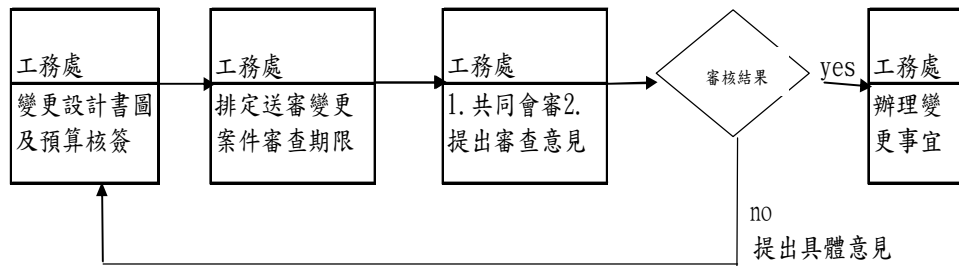 工務處
變更設計書圖
及預算核簽
工務處
排定送審變更
案件審查期限
工務處
1.共同會審2.
提出審查意見
審核結果
yes
工務處
辦理變
更事宜
no
提出具體意見